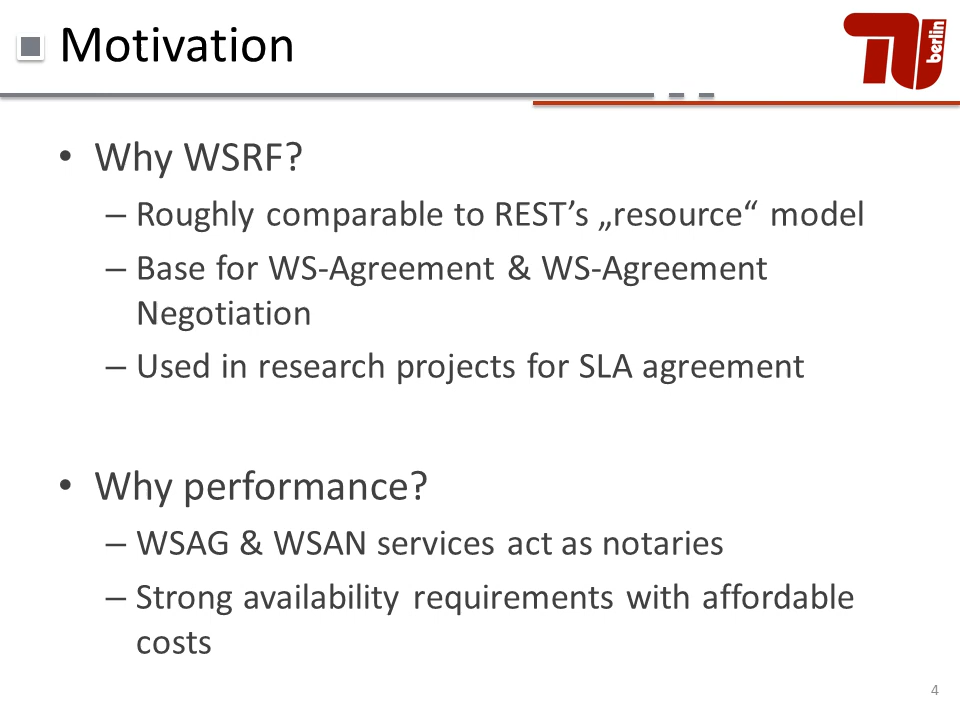 Motivation
berlin
• Why WSRF?
– Roughly comparable to REST’s „resource“ model
– Base for WS-Agreement & WS-Agreement
Negotiation
– Used in research projects for SLA agreement
• Why performance?
– WSAG & WSAN services act as notaries
– Strong availability requirements with affordable
costs
4